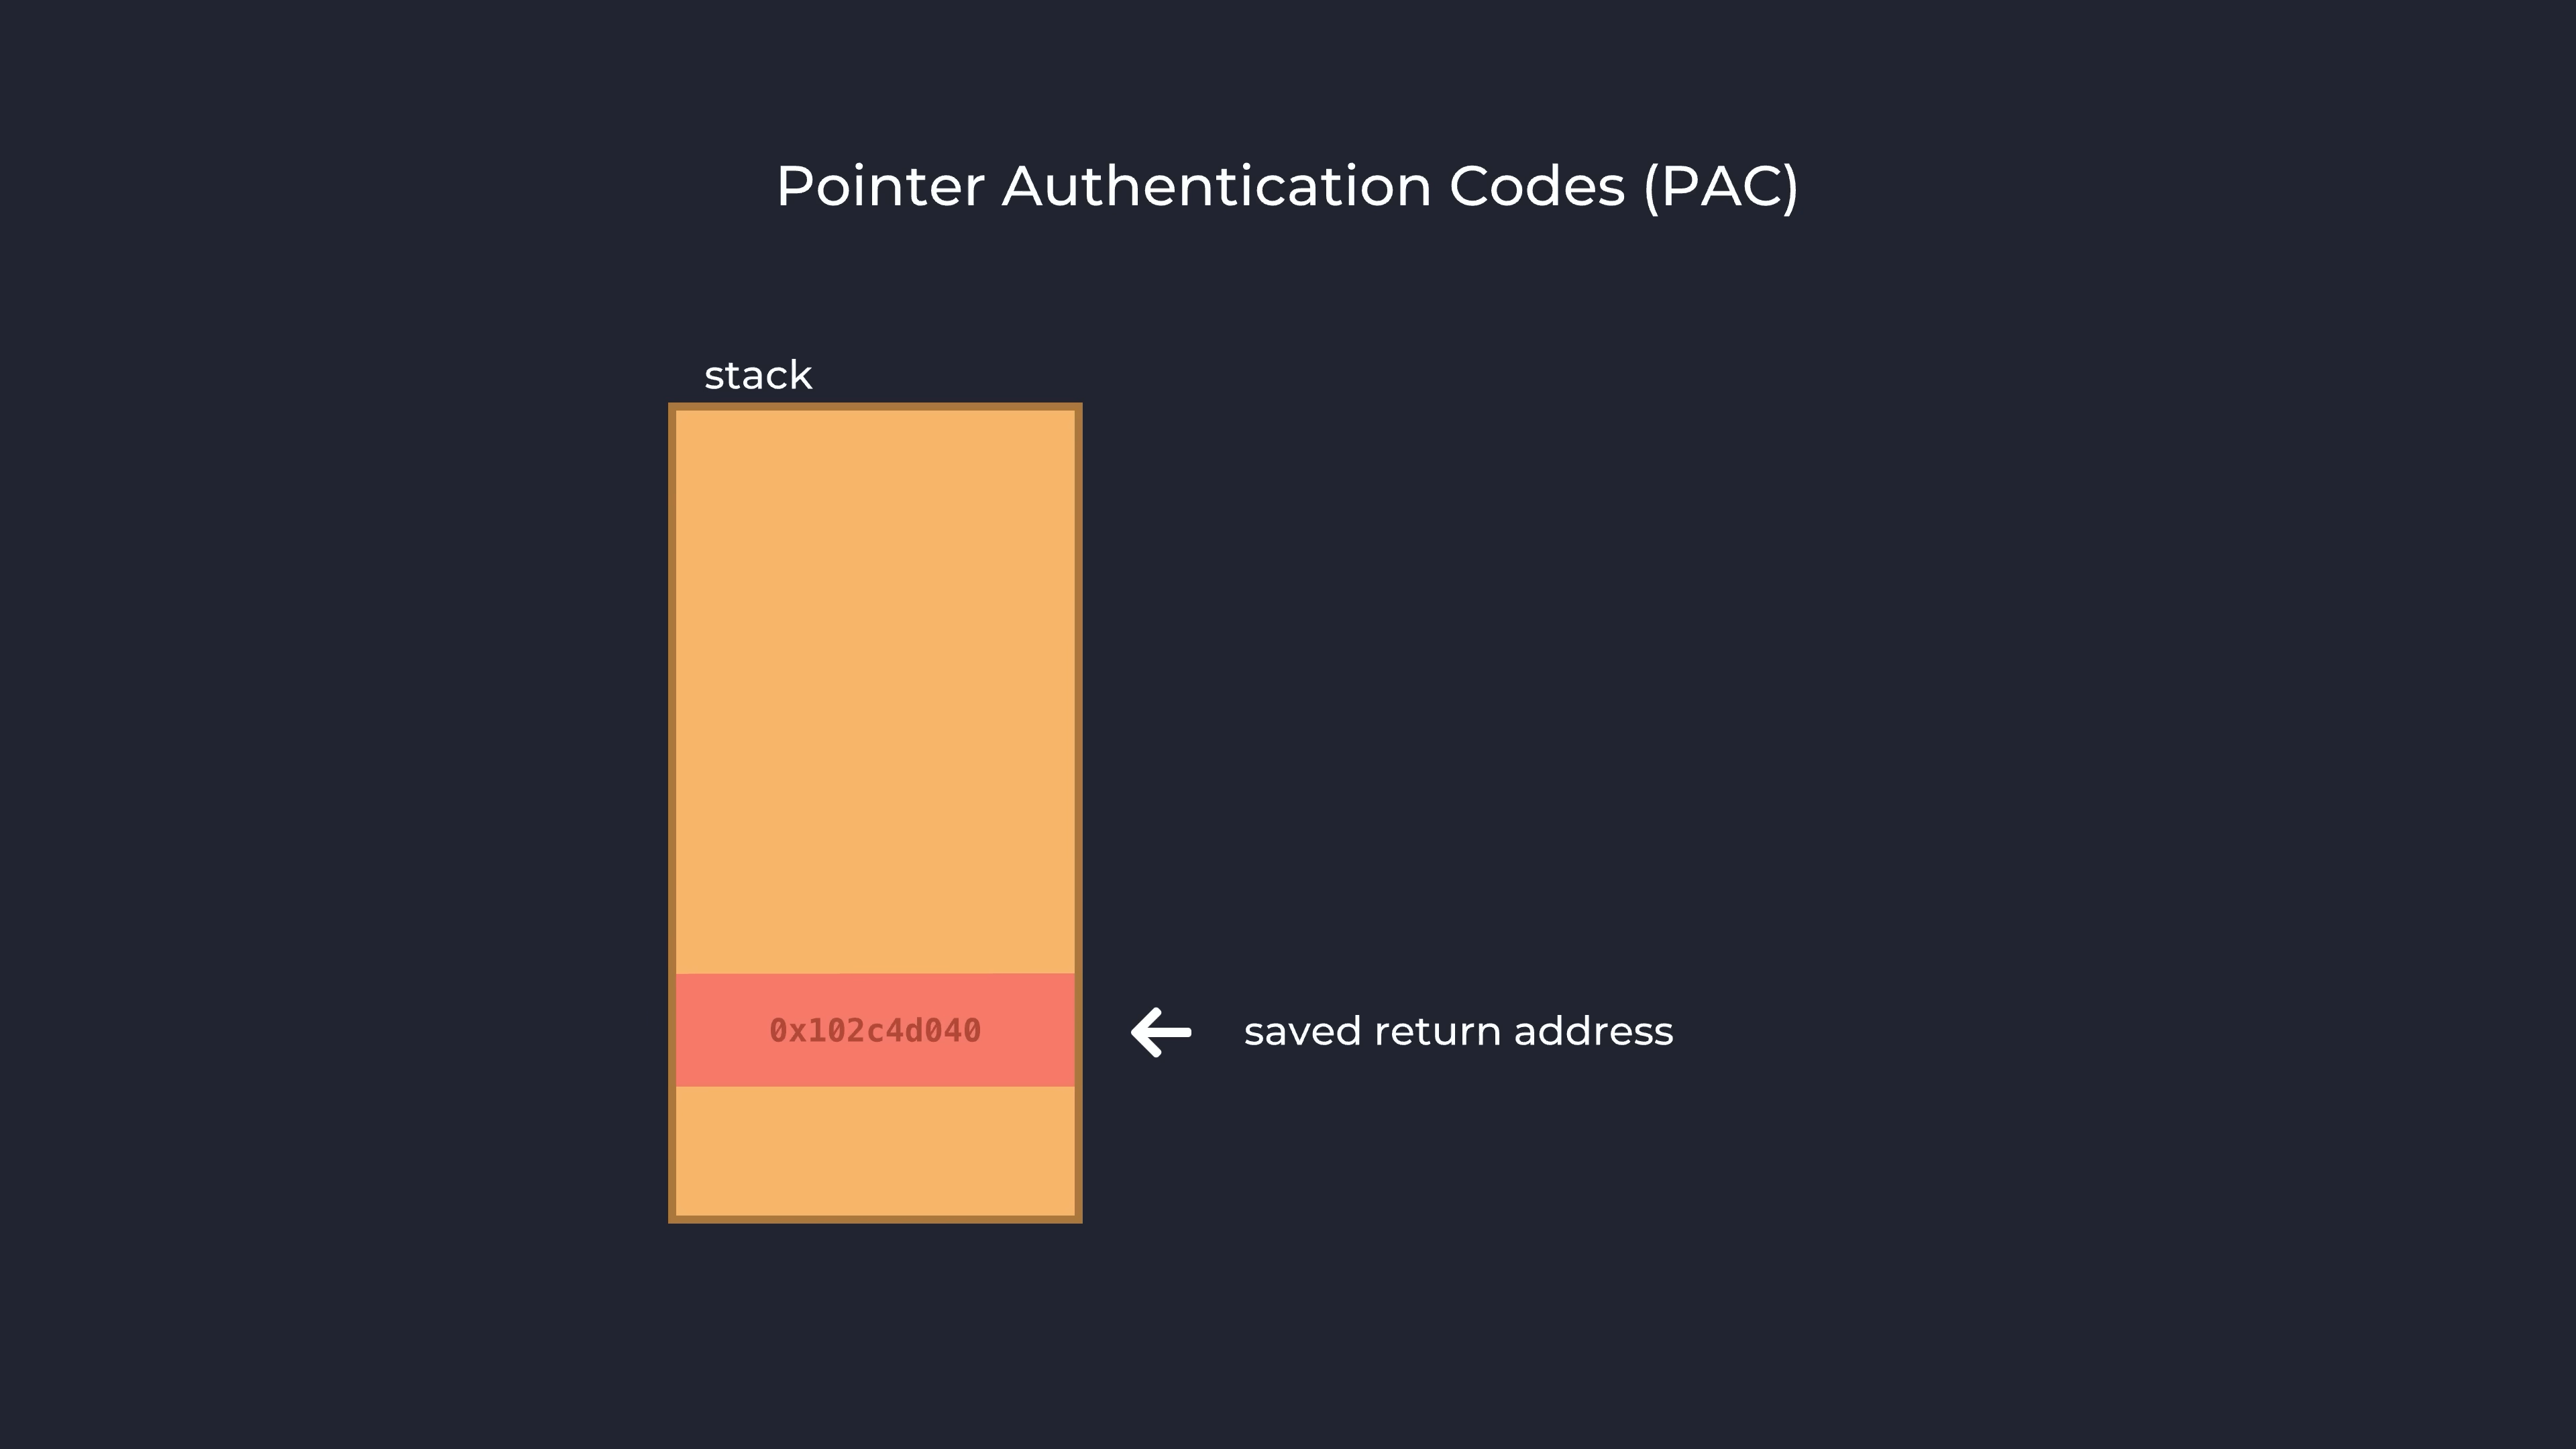 Pointer Authentication Codes (PAC)
stack
0x102c4d040
saved return address